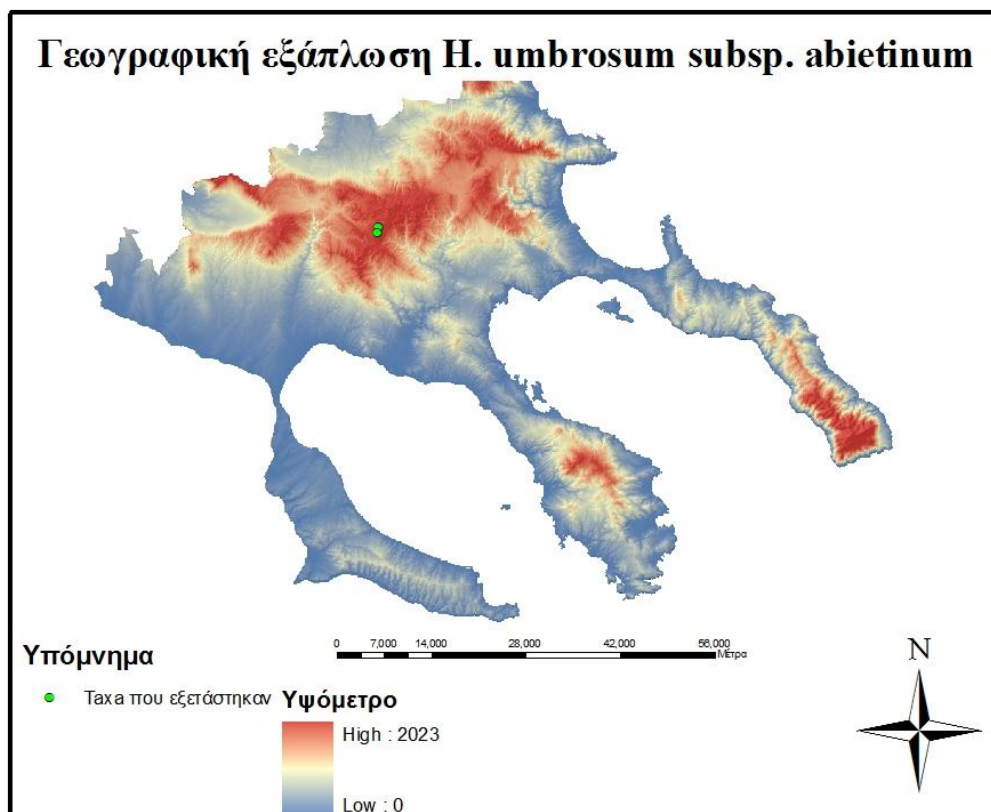 Γεωγραφική εξάπλωση H. umbrosum subsp. abietinum
0 7,000 14,000 28,000 42,000 56,000
Μέτρα
N
Υπόμνημα
Taxa που εξετάστηκαν
Υψόμετρο
High : 2023
Low : 0